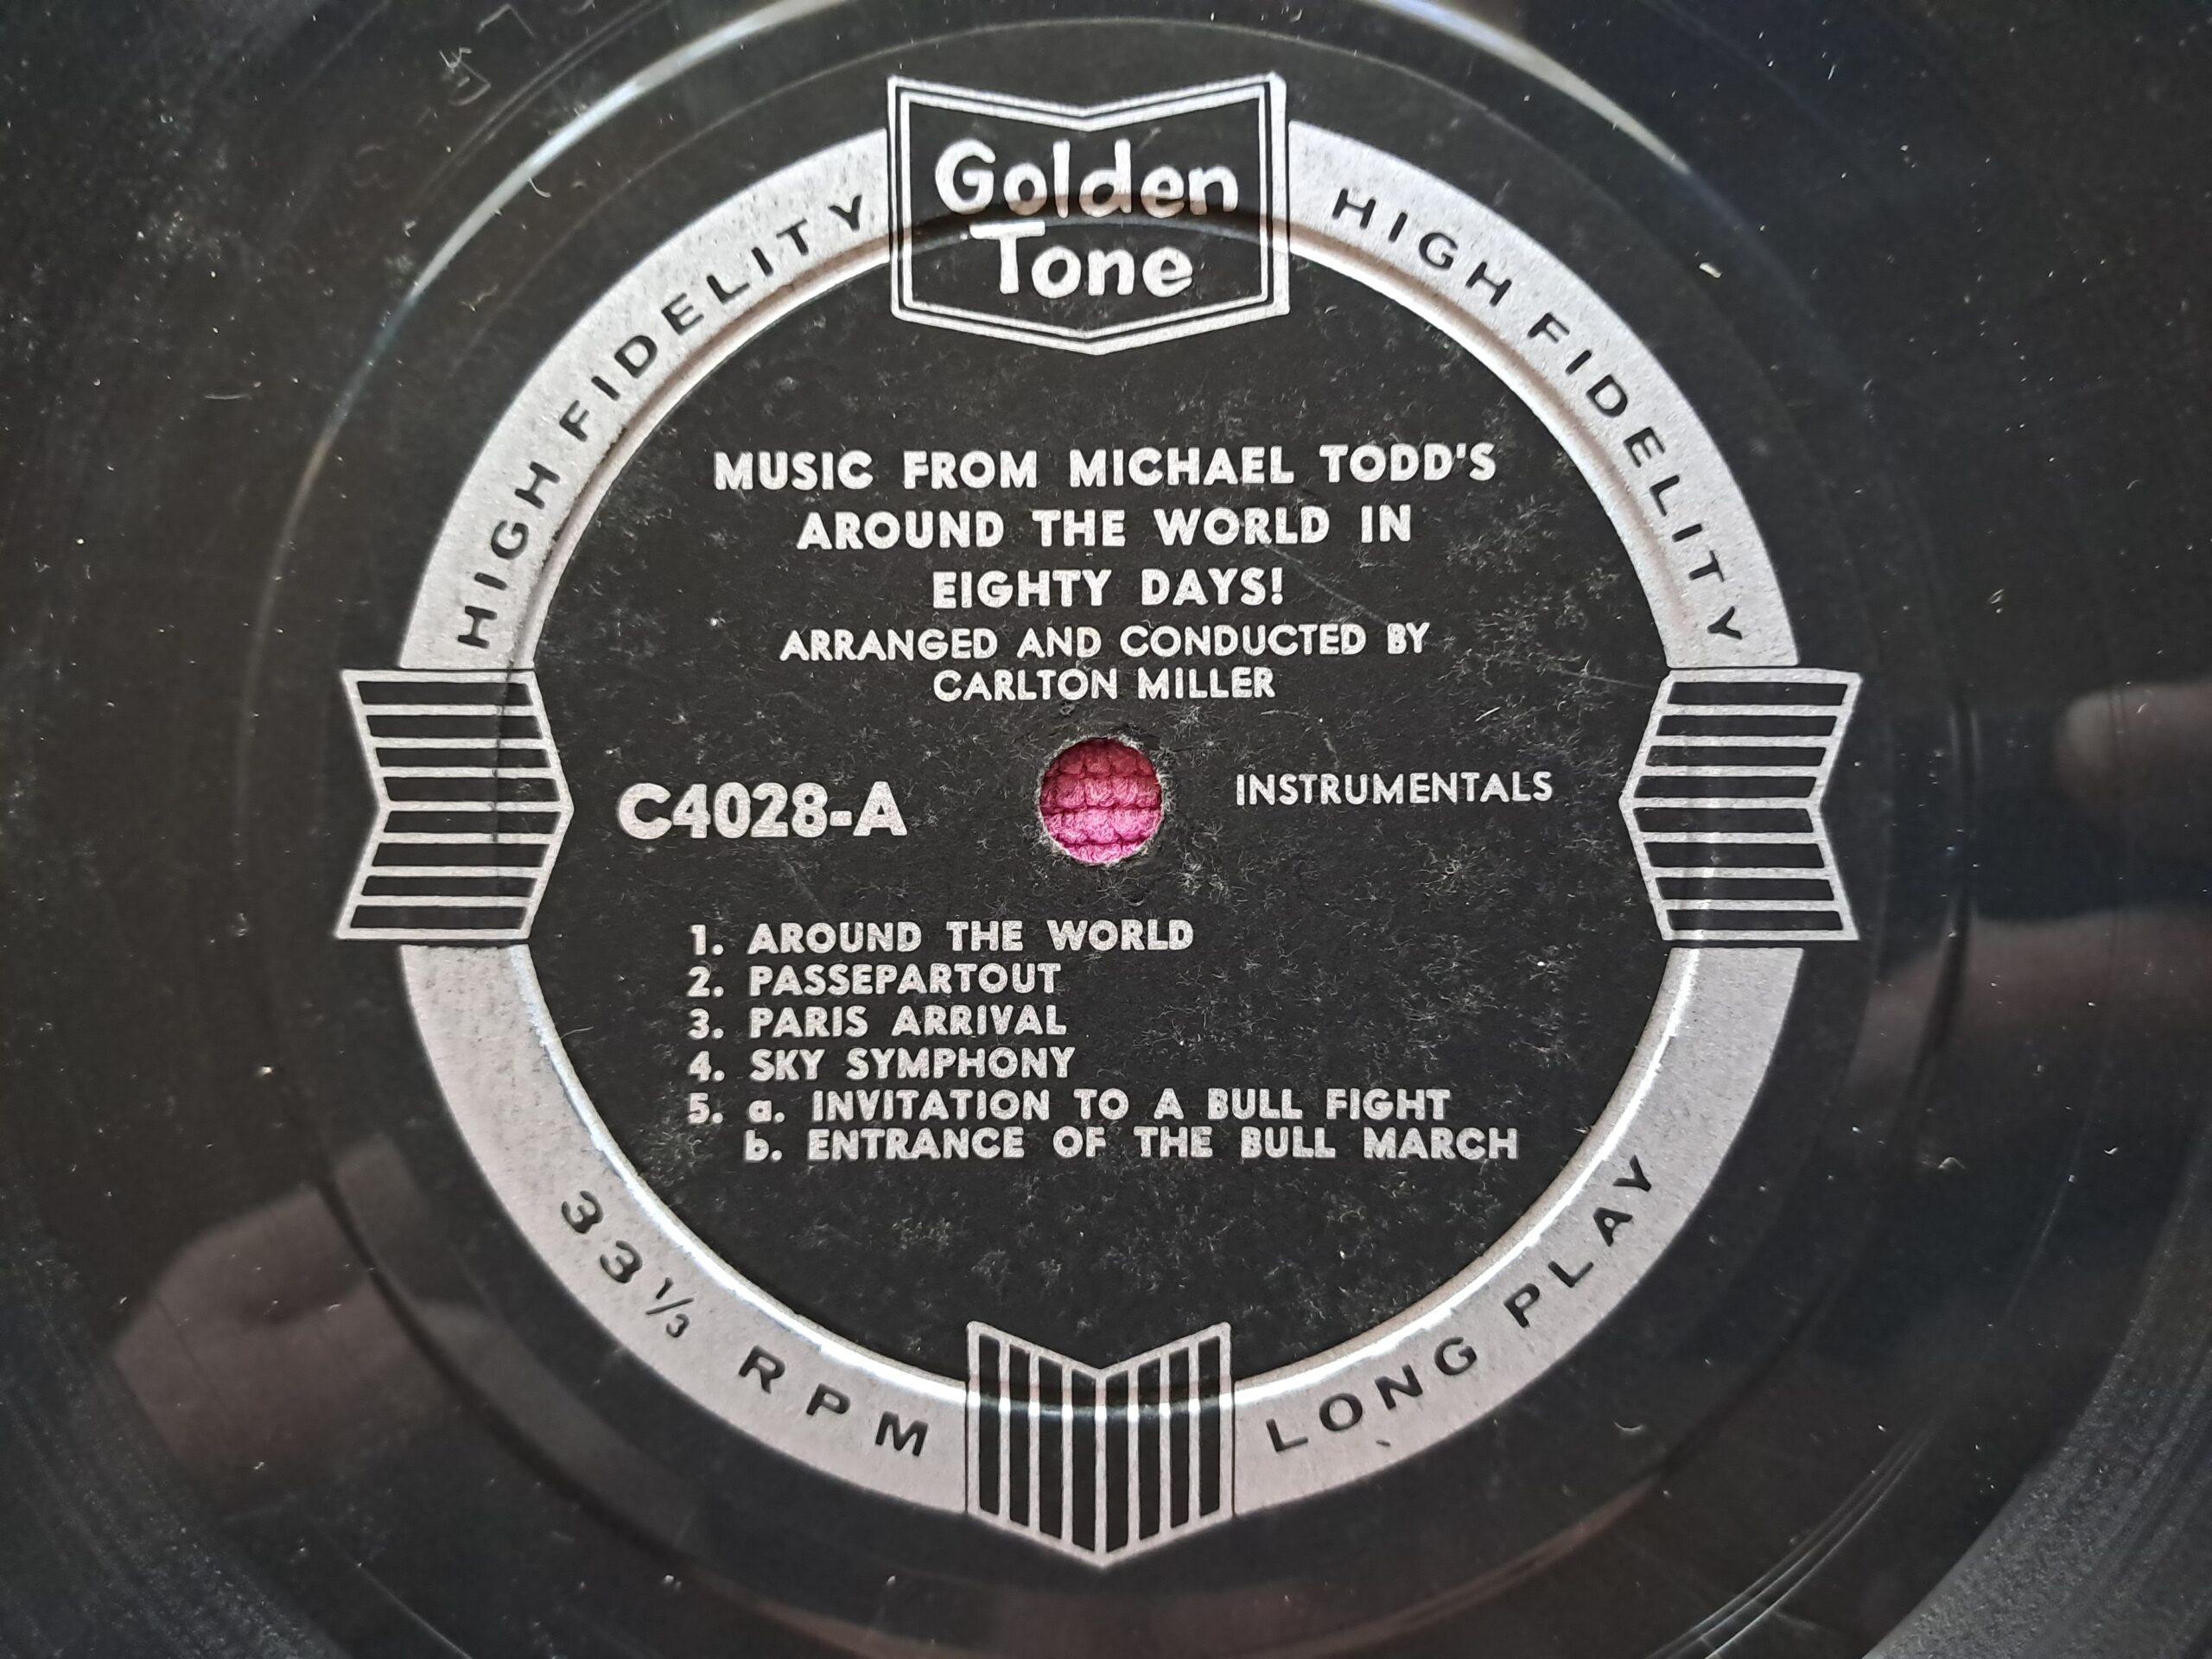 Golden
Tone
HIGH FIDELITY
HIGH FIDELITY
MUSIC FROM MICHAEL TODD'S
AROUND THE WORLD IN
EIGHTY DAYS!
ARRANGED AND CONDUCTED BY
CARLTON MILLER
C4028-A
INSTRUMENTALS
1. AROUND THE WORLD
2. PASSEPARTOUT
3. PARIS ARRIVAL
4. SKY SYMPHONY
5. a. INVITATION TO A BULL FIGHT
b. ENTRANCE OF THE BULL MARCH
33⅓ RPM
LONG PLAY